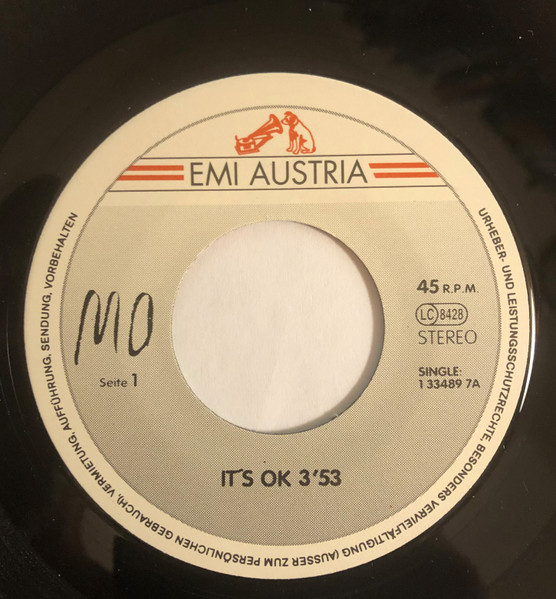 EMI AUSTRIA
MO
Seite 1
45 R.P.M.
LC 8428
STEREO
SINGLE:
1 33489 7A
IT'S OK 3'53
URHEBER- UND LEISTUNGSSCHUTZRECHTE, BESONDERS VERVIELFÄLTIGUNG (AUSSER ZUM PERSÖNLICHEN GEBRAUCH), VERMIETUNG, AUFFÜHRUNG, SENDUNG, VORBEHALTEN